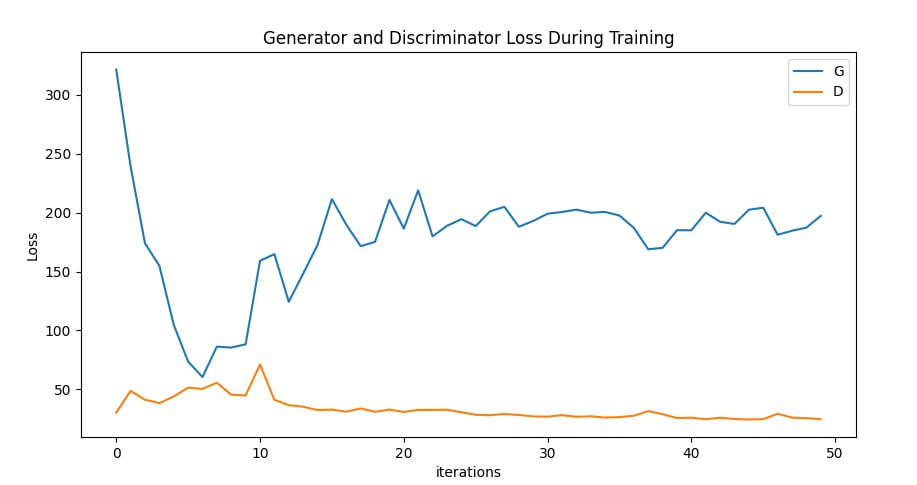 Generator and Discriminator Loss During Training
G
D
300
250
200
150
100
50
Loss
0 10 20 30 40 50
iterations